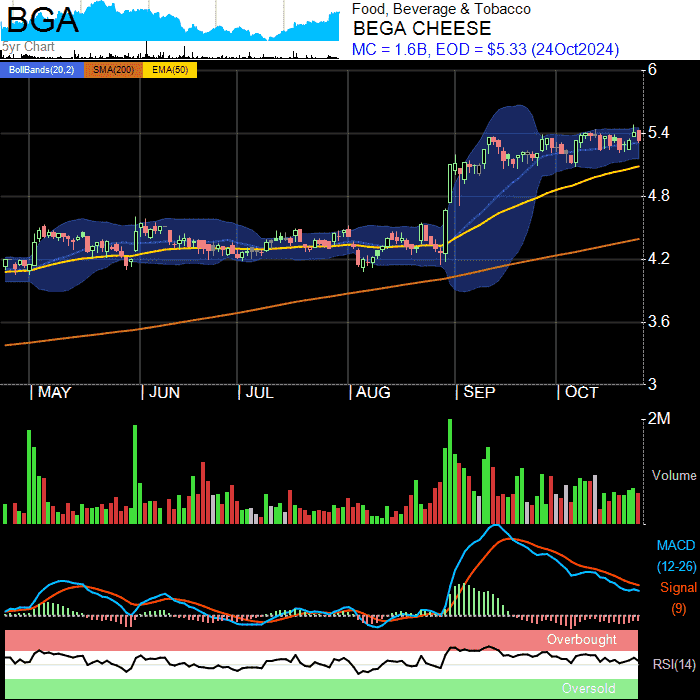 BGA
5yr Chart
Food, Beverage & Tobacco
BEGA CHEESE
MC = 1.6B, EOD = $5.33 (24Oct2024)
BollBands(20,2) SMA(200) EMA(50)
6
5.4
4.8
4.2
3.6
3
MAY JUN JUL AUG SEP OCT
2M
Volume
MACD
(12-26)
Signal
(9)
Overbought
RSI(14)
Oversold